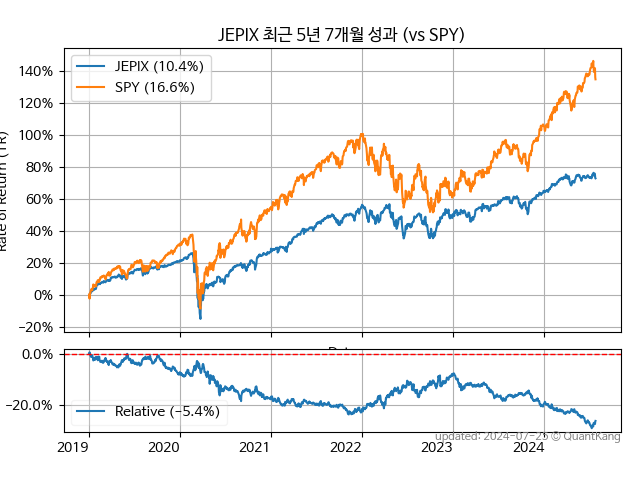 JEPIX 최근 5년 7개월 성과 (vs SPY)
JEPIX (10.4%)
SPY (16.6%)
140%
120%
100%
80%
60%
40%
20%
0%
−20%
Rate of Return (TR)
0.0%
−20.0%
Relative (−5.4%)
2019 2020 2021 2022 2023 2024
updated: 2024-07-25 © QuantKang